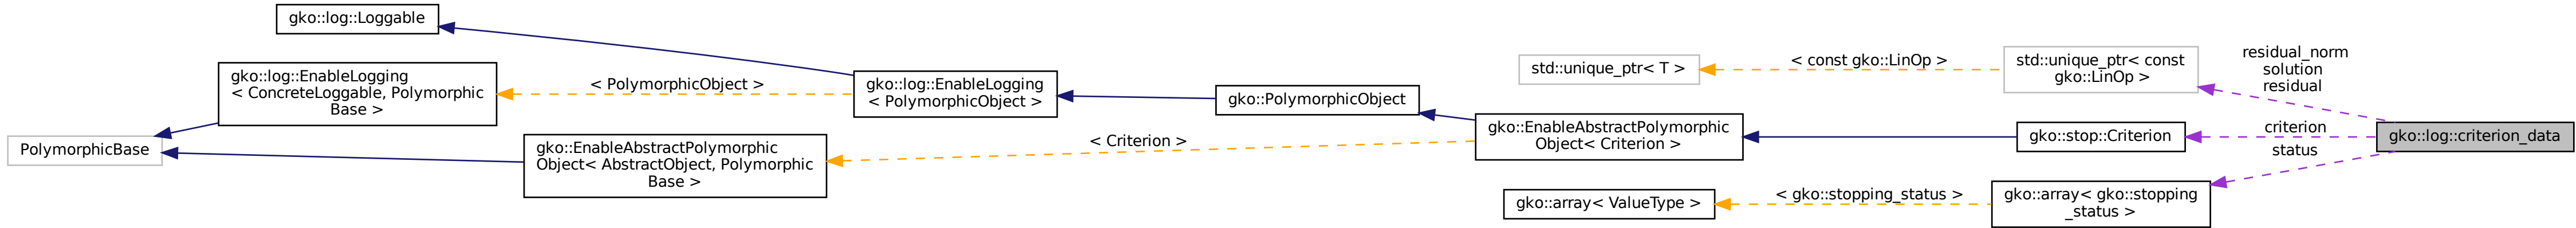 gko::log::Loggable
gko::log::EnableLogging
< ConcreteLoggable, Polymorphic
Base >
PolymorphicBase
< PolymorphicObject >
gko::log::EnableLogging
< PolymorphicObject >
gko::EnableAbstractPolymorphic
Object< AbstractObject, Polymorphic
Base >
gko::PolymorphicObject
< Criterion >
gko::EnableAbstractPolymorphic
Object< Criterion >
std::unique_ptr< T >
< const gko::LinOp >
std::unique_ptr< const
gko::LinOp >
residual_norm
solution
residual
gko::stop::Criterion
criterion
status
gko::log::criterion_data
gko::array< ValueType >
< gko::stopping_status >
gko::array< gko::stopping
_status >